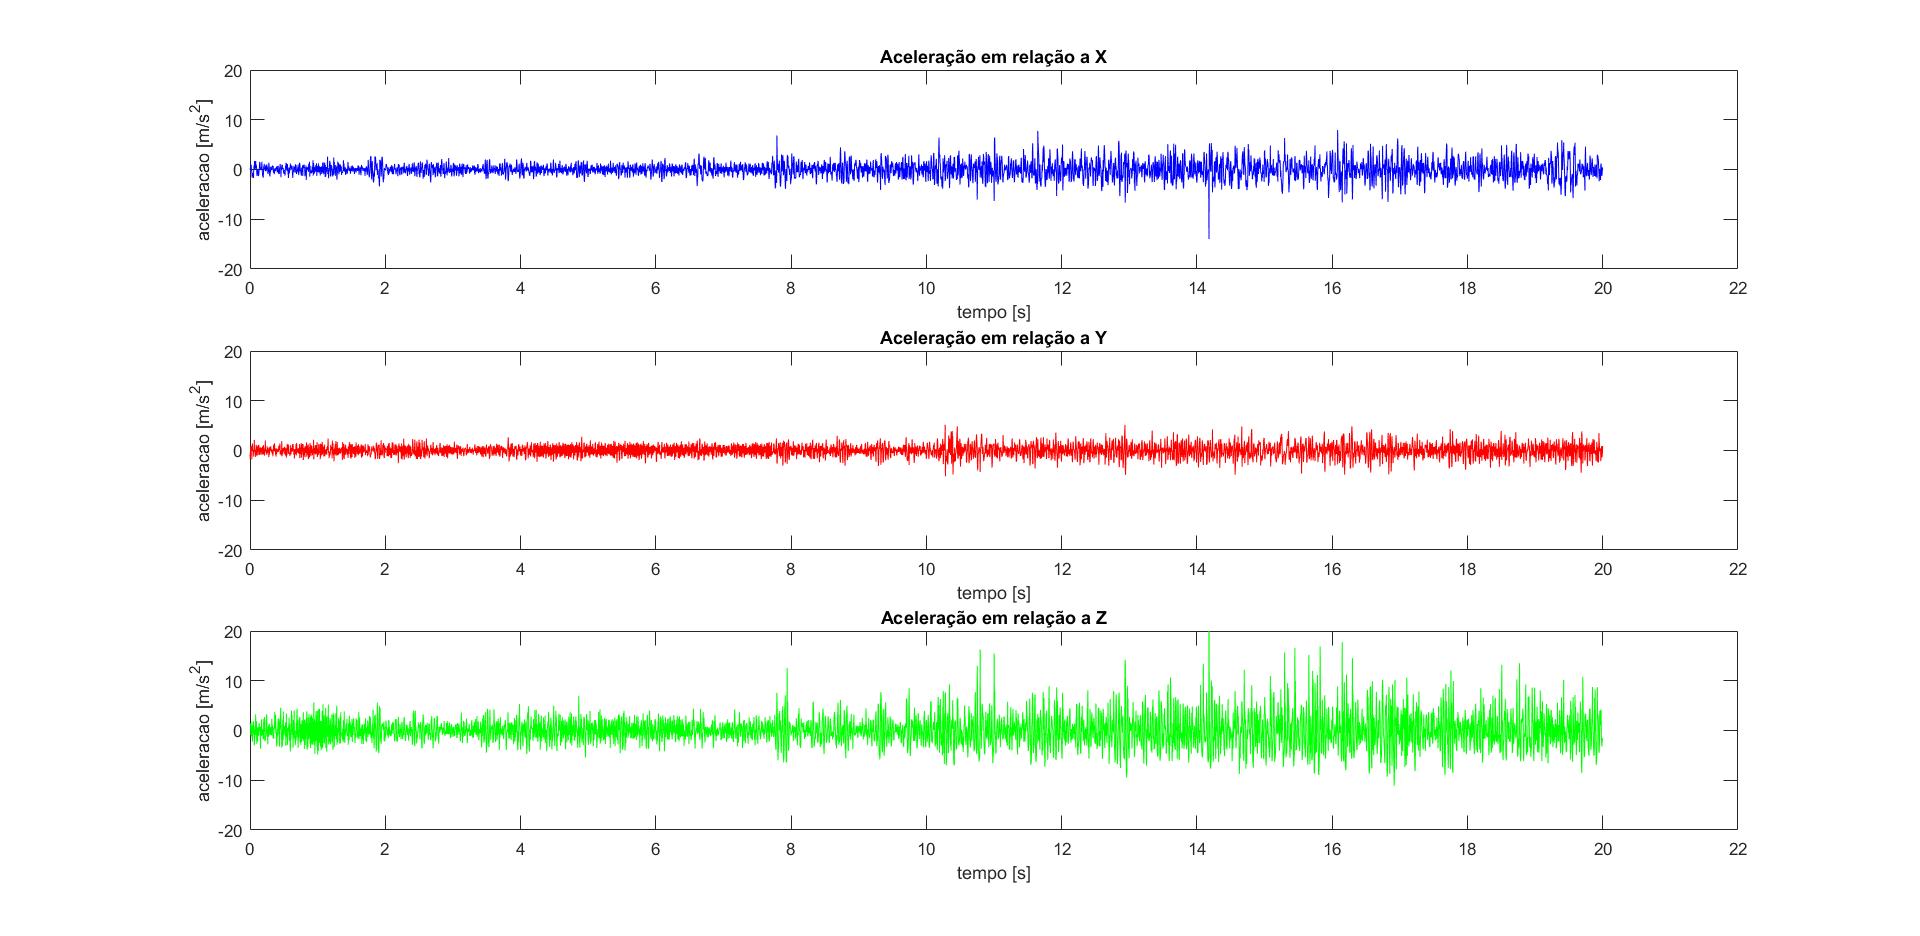 Aceleração em relação a X
aceleracao [m/s²]
20
10
0
-10
-20
0 2 4 6 8 10 12 14 16 18 20 22
tempo [s]
Aceleração em relação a Y
aceleracao [m/s²]
20
10
0
-10
-20
0 2 4 6 8 10 12 14 16 18 20 22
tempo [s]
Aceleração em relação a Z
aceleracao [m/s²]
20
10
0
-10
-20
0 2 4 6 8 10 12 14 16 18 20 22
tempo [s]